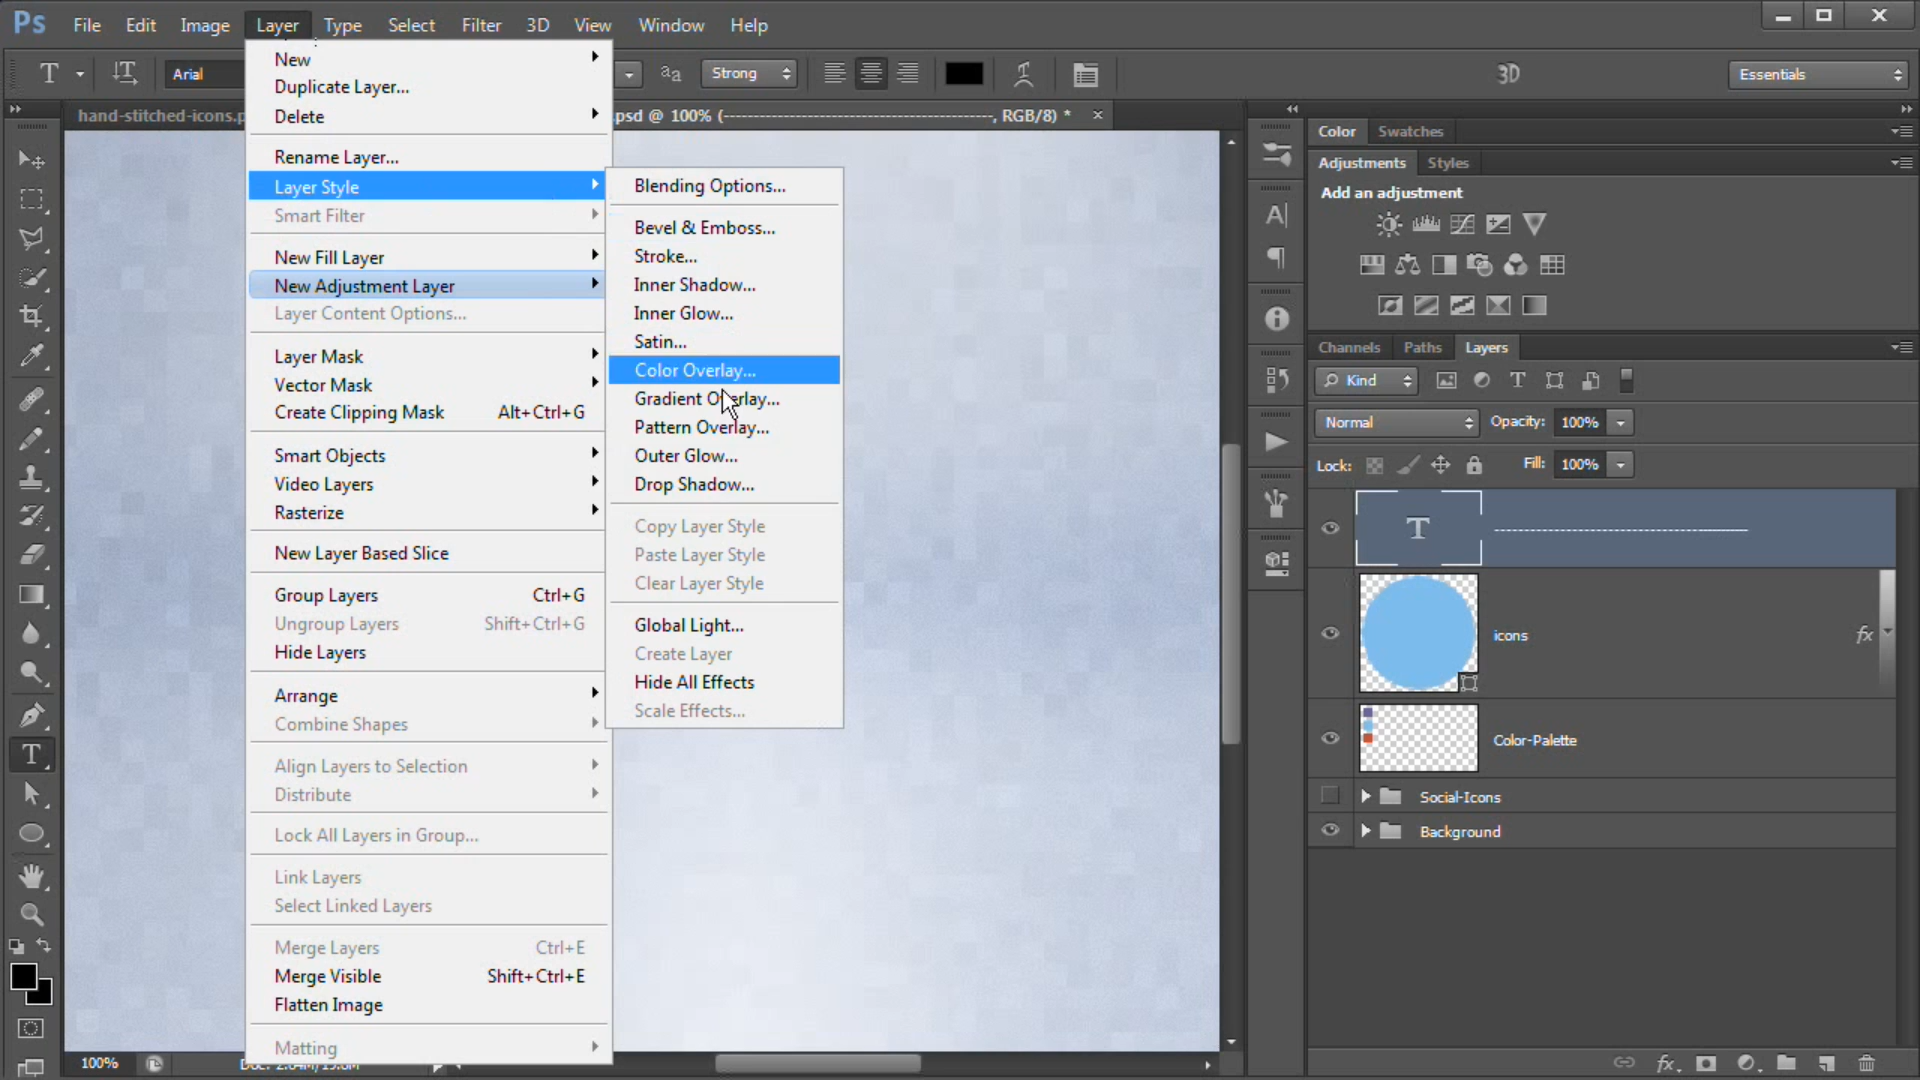 Ps File Edit Image Layer Type Select Filter 3D View Window Help
T Arial aa Strong 3D Essentials
hand-stitched-icons.p
.psd @ 100% (--------------------------------------------, RGB/8) * ×
New
Duplicate Layer...
Delete
Rename Layer...
Layer Style
Smart Filter
New Fill Layer
New Adjustment Layer
Layer Content Options...
Layer Mask
Vector Mask
Create Clipping Mask Alt+Ctrl+G
Smart Objects
Video Layers
Rasterize
New Layer Based Slice
Group Layers Ctrl+G
Ungroup Layers Shift+Ctrl+G
Hide Layers
Arrange
Combine Shapes
Align Layers to Selection
Distribute
Lock All Layers in Group...
Link Layers
Select Linked Layers
Merge Layers Ctrl+E
Merge Visible Shift+Ctrl+E
Flatten Image
Matting
Blending Options...
Bevel & Emboss...
Stroke...
Inner Shadow...
Inner Glow...
Satin...
Color Overlay...
Gradient Overlay...
Pattern Overlay...
Outer Glow...
Drop Shadow...
Copy Layer Style
Paste Layer Style
Clear Layer Style
Global Light...
Create Layer
Hide All Effects
Scale Effects...
Color Swatches
Adjustments Styles
Add an adjustment
Channels Paths Layers
Kind
Normal Opacity: 100%
Lock: Fill: 100%
T --------------------------------------------
icons fx
Color-Palette
Social-Icons
Background
100%
fx